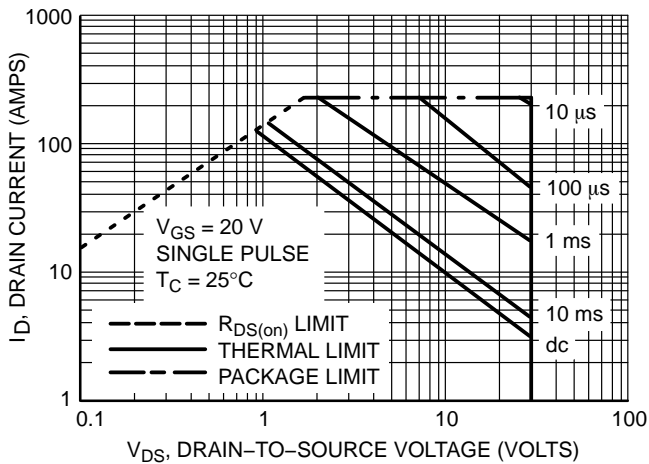 1000
100
10
1
I_D, DRAIN CURRENT (AMPS)
10 μs
100 μs
1 ms
10 ms
dc
V_GS = 20 V
SINGLE PULSE
T_C = 25°C
R_DS(on) LIMIT
THERMAL LIMIT
PACKAGE LIMIT
0.1
1
10
100
V_DS, DRAIN–TO–SOURCE VOLTAGE (VOLTS)